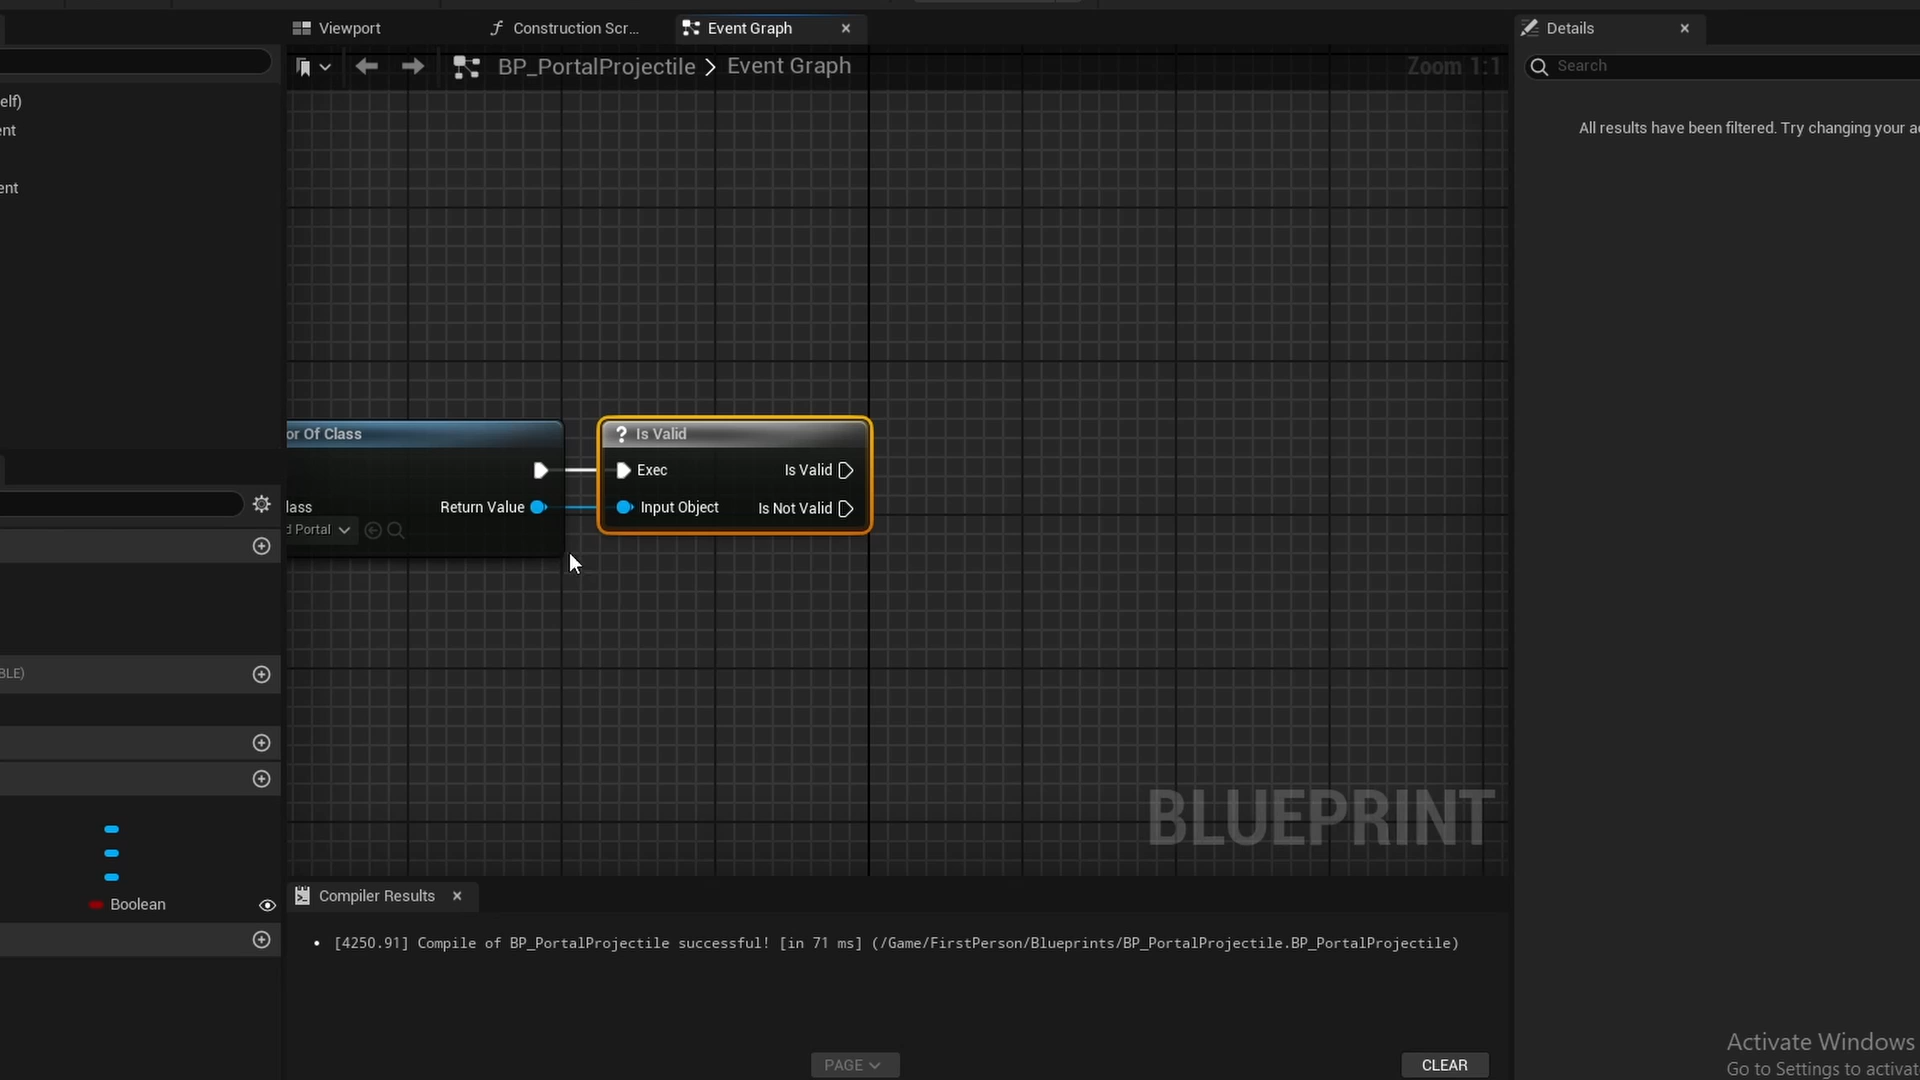 Viewport
Construction Scr...
Event Graph
Details
BP_PortalProjectile > Event Graph
Zoom 1:1
Search
elf)
ent
ent
All results have been filtered. Try changing your a
or Of Class
lass
Return Value
d Portal
? Is Valid
Exec
Is Valid
Input Object
Is Not Valid
BLE)
Boolean
BLUEPRINT
Compiler Results
• [4250.91] Compile of BP_PortalProjectile successful! [in 71 ms] (/Game/FirstPerson/Blueprints/BP_PortalProjectile.BP_PortalProjectile)
PAGE
CLEAR
Activate Windows
Go to Settings to activat